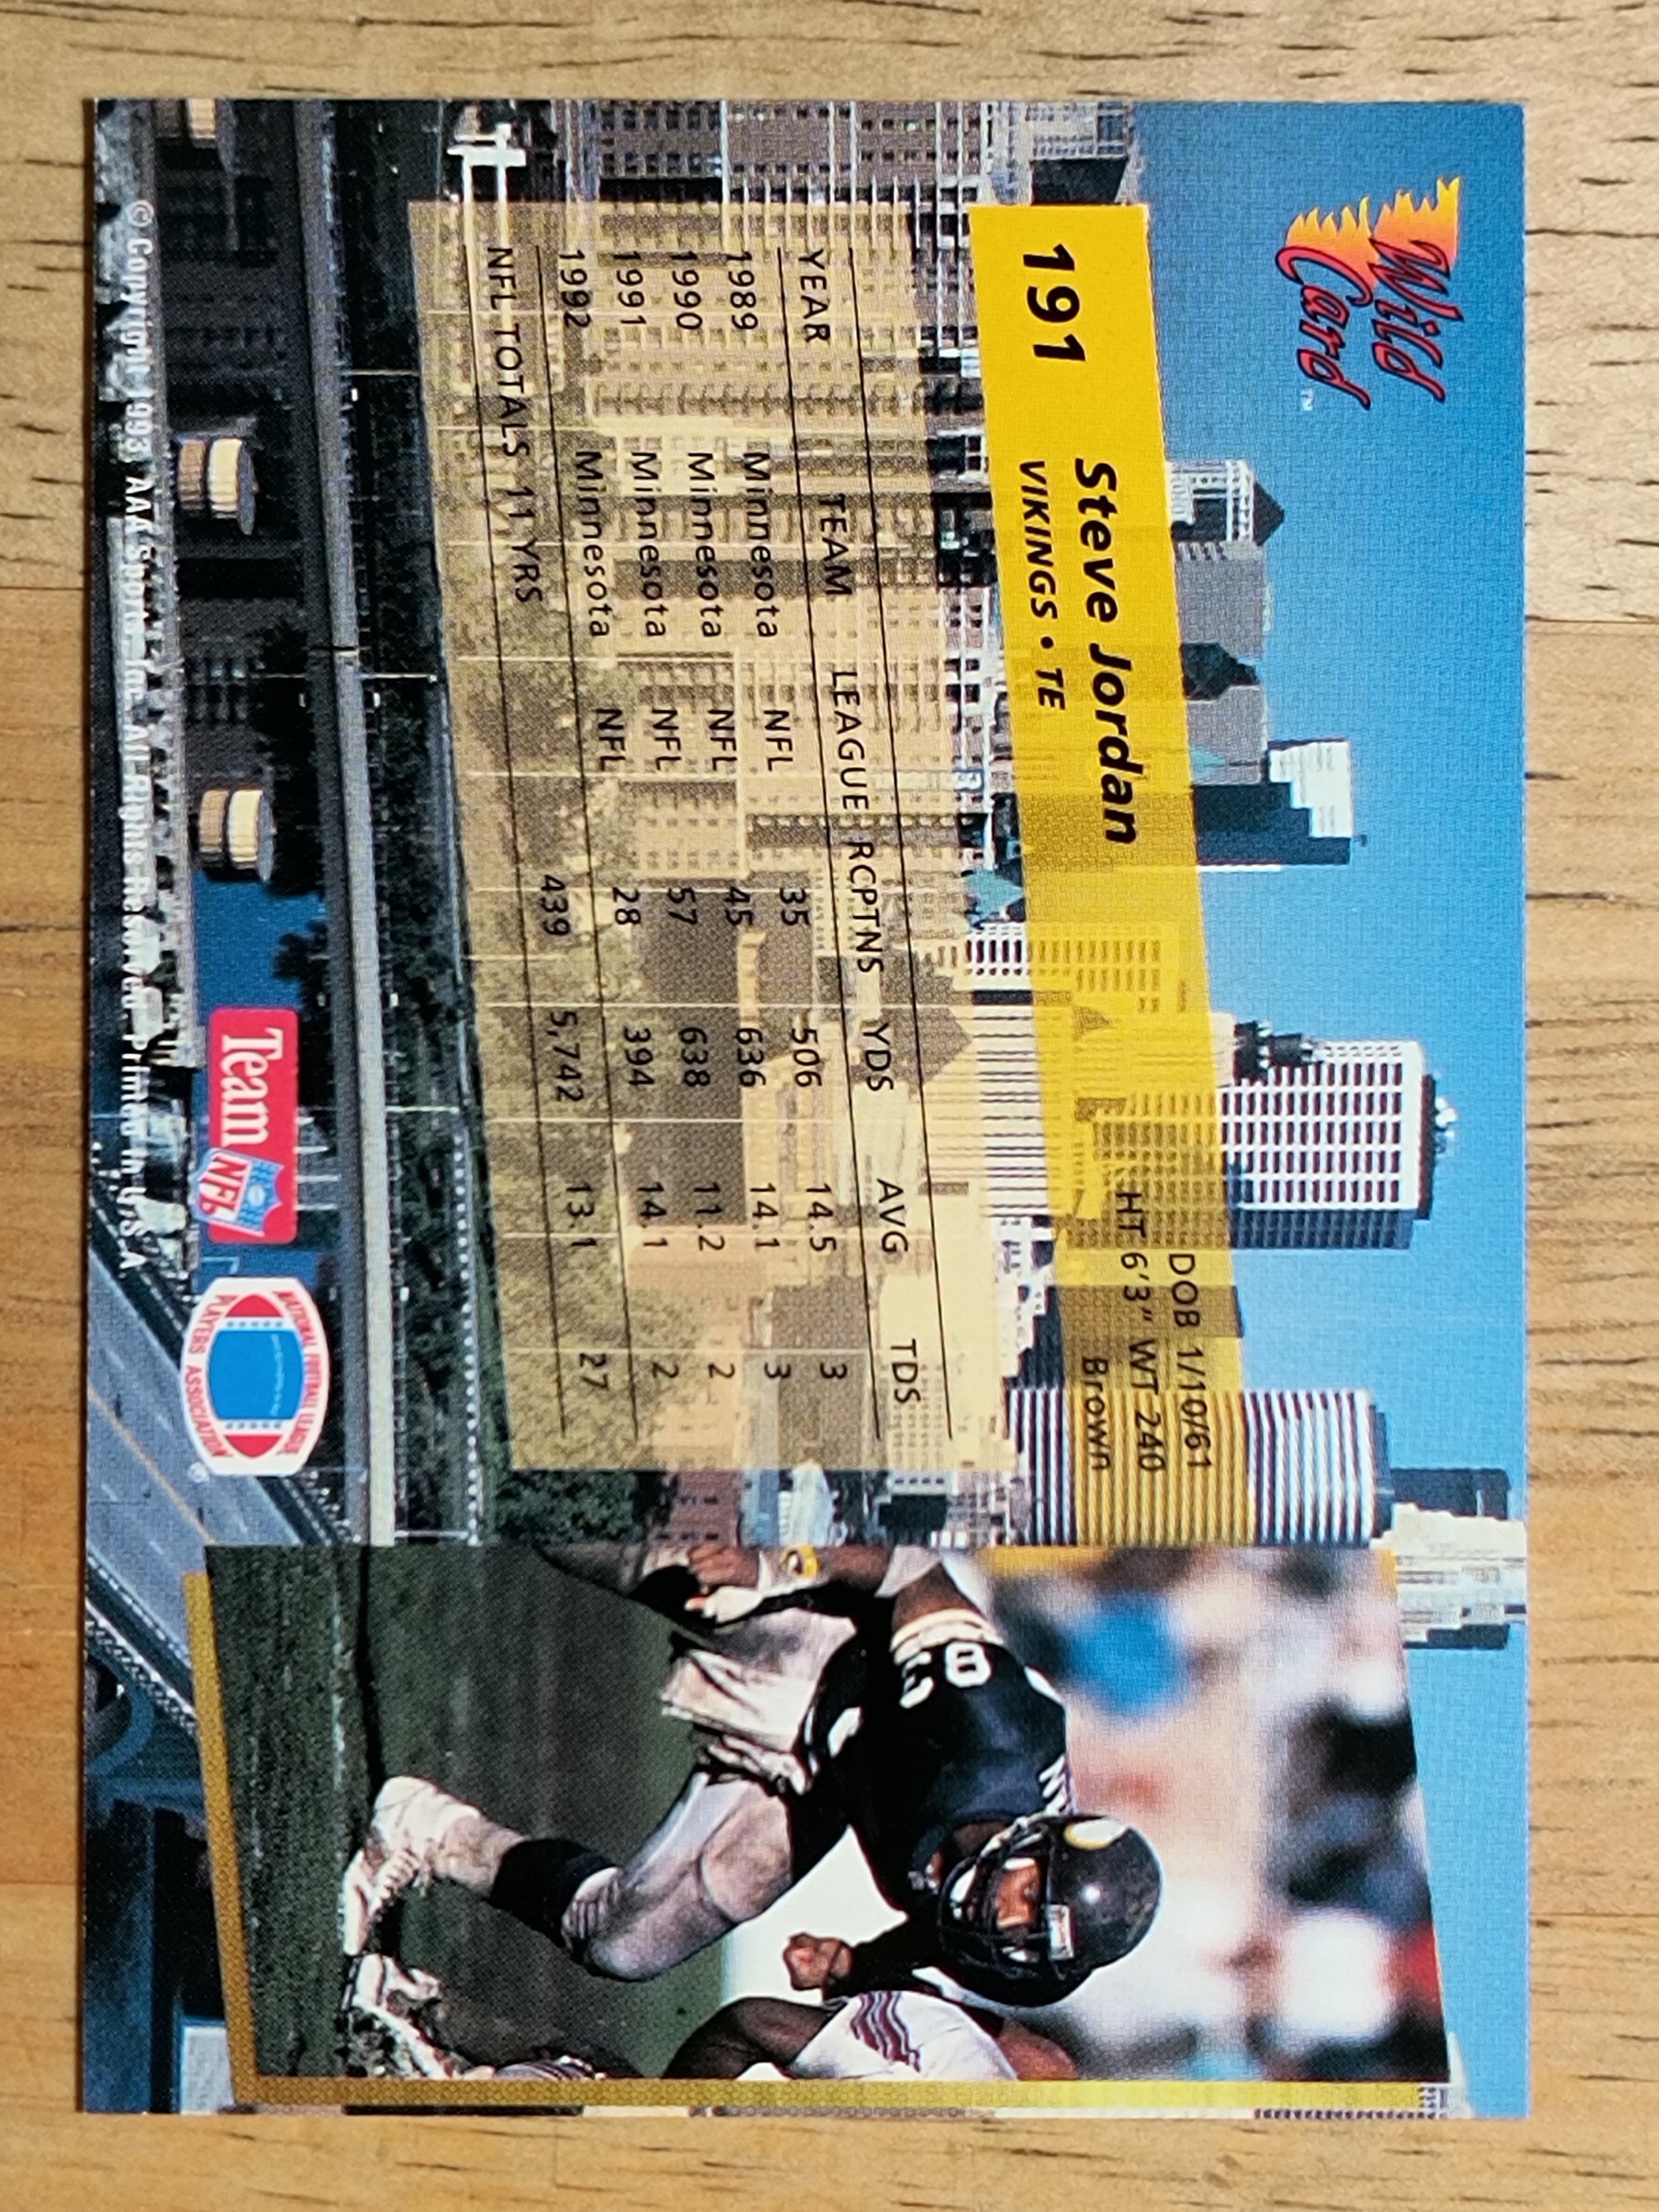 Wild
Card™
191 Steve Jordan DOB 1/10/61
VIKINGS • TE HT 6'3" WT 240
Brown
YEAR TEAM LEAGUE RCPTNS YDS AVG TDS
1989 Minnesota NFL 35 506 14.5 3
1990 Minnesota NFL 45 636 14.1 3
1991 Minnesota NFL 57 638 11.2 2
1992 Minnesota NFL 28 394 14.1 2
NFL TOTALS 11 YRS 439 5,742 13.1 27
83
Team NFL
NATIONAL FOOTBALL LEAGUE
PLAYERS ASSOCIATION
© Copyright 1993 AAA Sports, Inc. All Rights Reserved Printed in U.S.A.